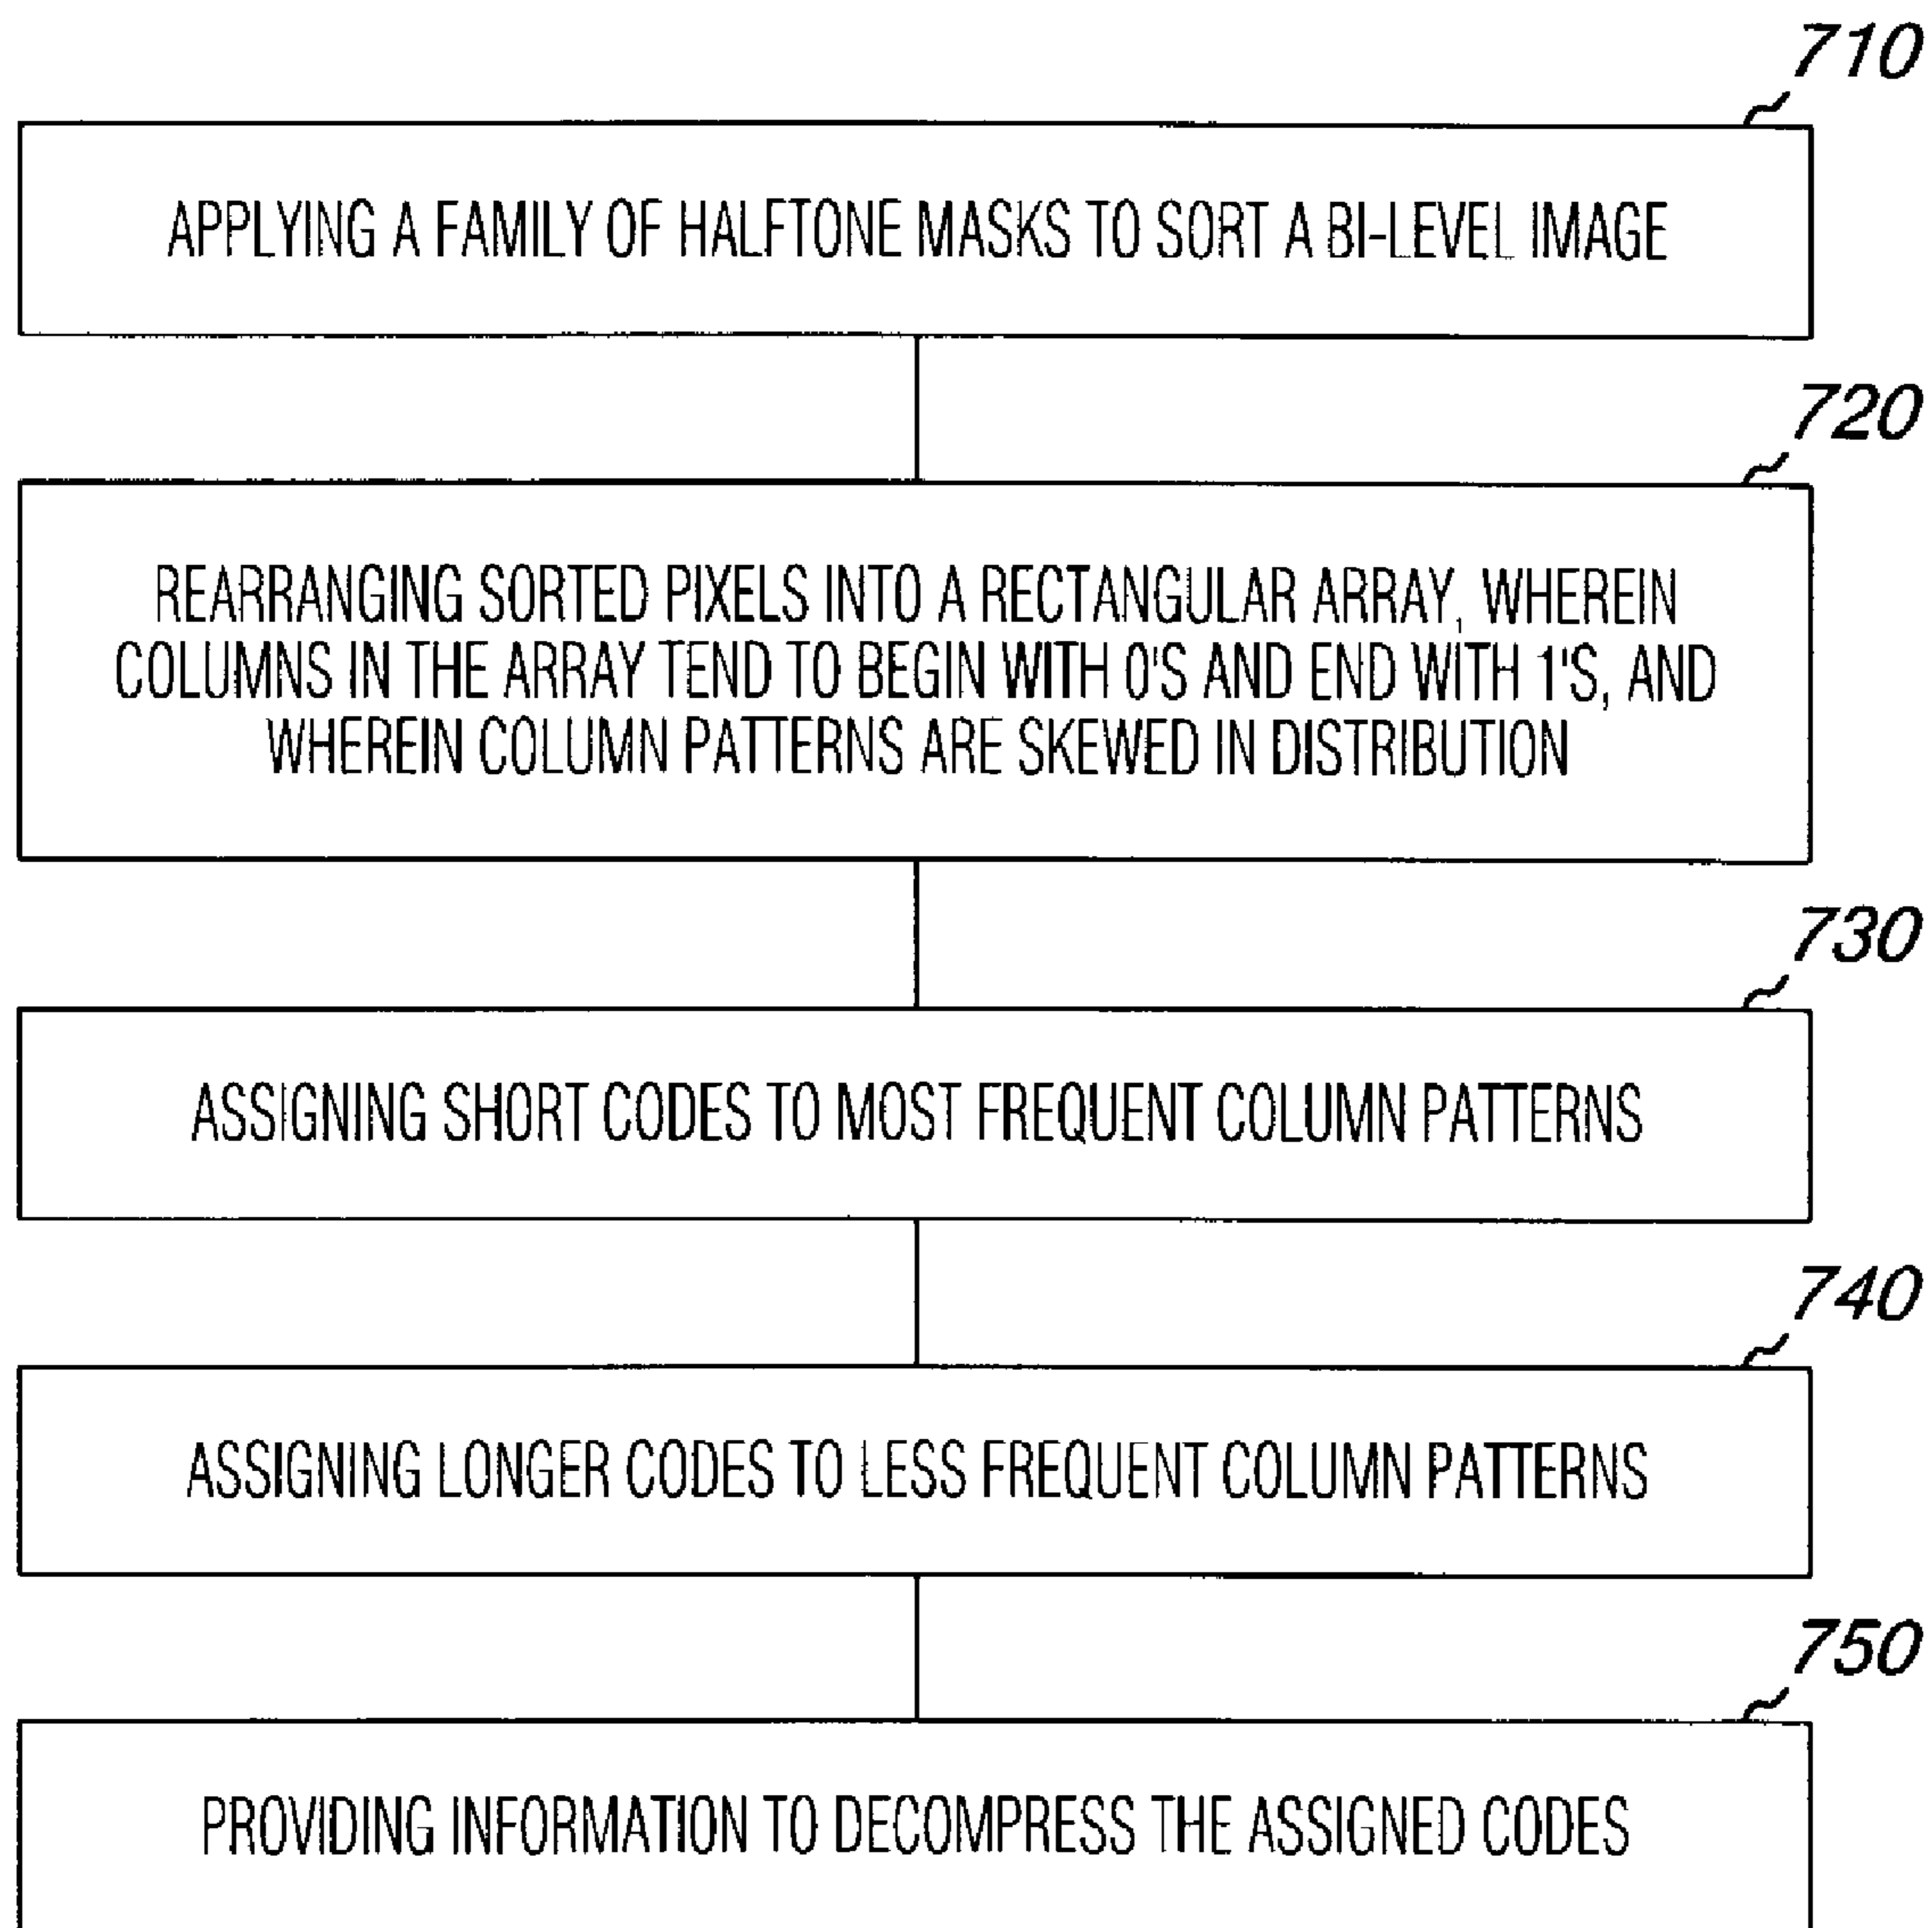 710
APPLYING A FAMILY OF HALFTONE MASKS TO SORT A BI-LEVEL IMAGE
720
REARRANGING SORTED PIXELS INTO A RECTANGULAR ARRAY, WHEREIN
COLUMNS IN THE ARRAY TEND TO BEGIN WITH 0'S AND END WITH 1'S, AND
WHEREIN COLUMN PATTERNS ARE SKEWED IN DISTRIBUTION
730
ASSIGNING SHORT CODES TO MOST FREQUENT COLUMN PATTERNS
740
ASSIGNING LONGER CODES TO LESS FREQUENT COLUMN PATTERNS
750
PROVIDING INFORMATION TO DECOMPRESS THE ASSIGNED CODES